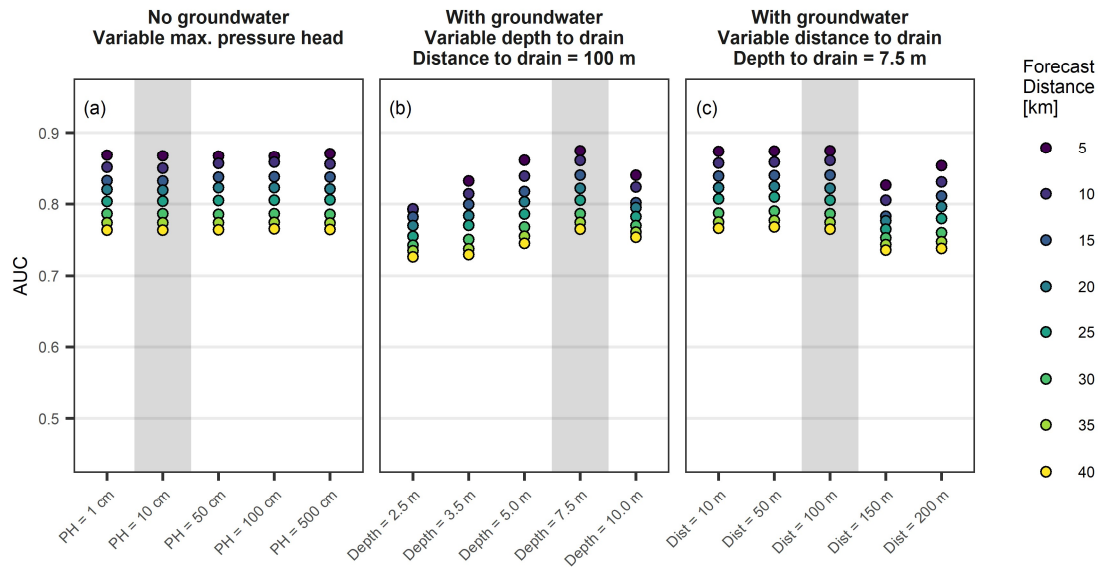 No groundwater
Variable max. pressure head
With groundwater
Variable depth to drain
Distance to drain = 100 m
With groundwater
Variable distance to drain
Depth to drain = 7.5 m
(a)
(b)
(c)
AUC
0.9
0.8
0.7
0.6
0.5
PH = 1 cm
PH = 10 cm
PH = 50 cm
PH = 100 cm
PH = 500 cm
Depth = 2.5 m
Depth = 3.5 m
Depth = 5.0 m
Depth = 7.5 m
Depth = 10.0 m
Dist = 10 m
Dist = 50 m
Dist = 100 m
Dist = 150 m
Dist = 200 m
Forecast
Distance
[km]
5
10
15
20
25
30
35
40